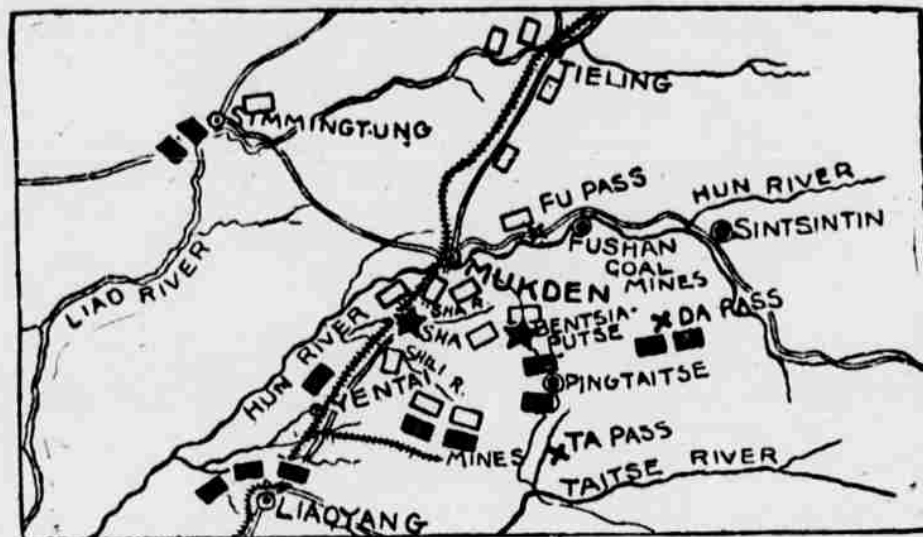 TIELING
SIMMINGTUNG
FU PASS
HUN RIVER
SINTSINTIN
FUSHAN
COAL
MINES
MUKDEN
LIAO RIVER
SHA R.
SHA
BENTSIA-
PUTSE
DA PASS
HUN RIVER
SHILI R.
YENTAI
PINGTAITSE
MINES
TA PASS
TAITSE RIVER
LIAOYANG